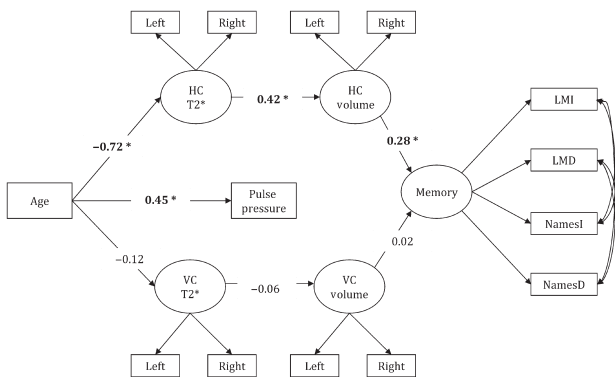 Left
Right
Left
Right
HC
T2*
0.42 *
HC
volume
LMI
−0.72 *
0.28 *
LMD
Age
0.45 *
Pulse
pressure
Memory
NamesI
−0.12
0.02
VC
T2*
−0.06
VC
volume
NamesD
Left
Right
Left
Right